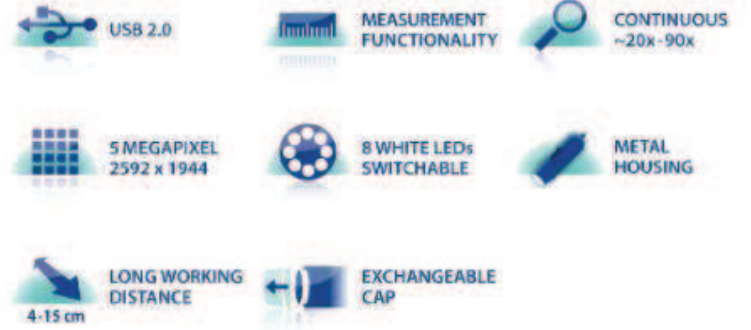 USB 2.0
MEASUREMENT
FUNCTIONALITY
CONTINUOUS
~20x-90x
5 MEGAPIXEL
2592 x 1944
8 WHITE LEDs
SWITCHABLE
METAL
HOUSING
LONG WORKING
DISTANCE
4-15 cm
EXCHANGEABLE
CAP